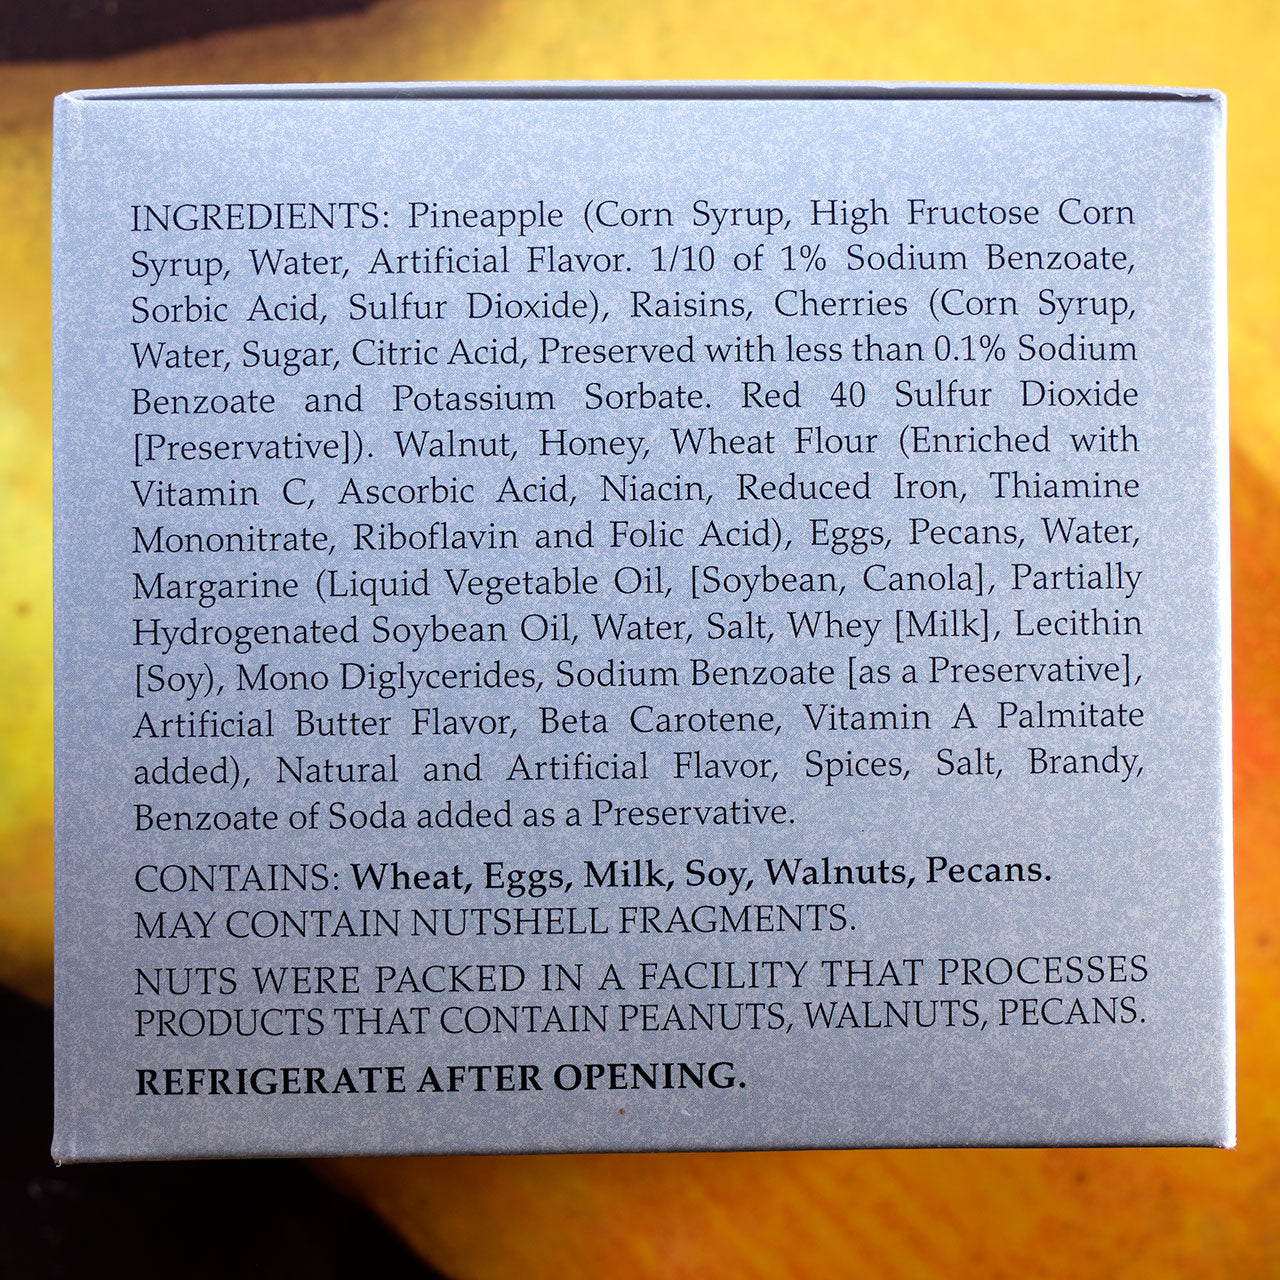 INGREDIENTS: Pineapple (Corn Syrup, High Fructose Corn
Syrup, Water, Artificial Flavor. 1/10 of 1% Sodium Benzoate,
Sorbic Acid, Sulfur Dioxide), Raisins, Cherries (Corn Syrup,
Water, Sugar, Citric Acid, Preserved with less than 0.1% Sodium
Benzoate and Potassium Sorbate. Red 40 Sulfur Dioxide
[Preservative]). Walnut, Honey, Wheat Flour (Enriched with
Vitamin C, Ascorbic Acid, Niacin, Reduced Iron, Thiamine
Mononitrate, Riboflavin and Folic Acid), Eggs, Pecans, Water,
Margarine (Liquid Vegetable Oil, [Soybean, Canola], Partially
Hydrogenated Soybean Oil, Water, Salt, Whey [Milk], Lecithin
[Soy), Mono Diglycerides, Sodium Benzoate [as a Preservative],
Artificial Butter Flavor, Beta Carotene, Vitamin A Palmitate
added), Natural and Artificial Flavor, Spices, Salt, Brandy,
Benzoate of Soda added as a Preservative.
CONTAINS: Wheat, Eggs, Milk, Soy, Walnuts, Pecans.
MAY CONTAIN NUTSHELL FRAGMENTS.
NUTS WERE PACKED IN A FACILITY THAT PROCESSES
PRODUCTS THAT CONTAIN PEANUTS, WALNUTS, PECANS.
REFRIGERATE AFTER OPENING.